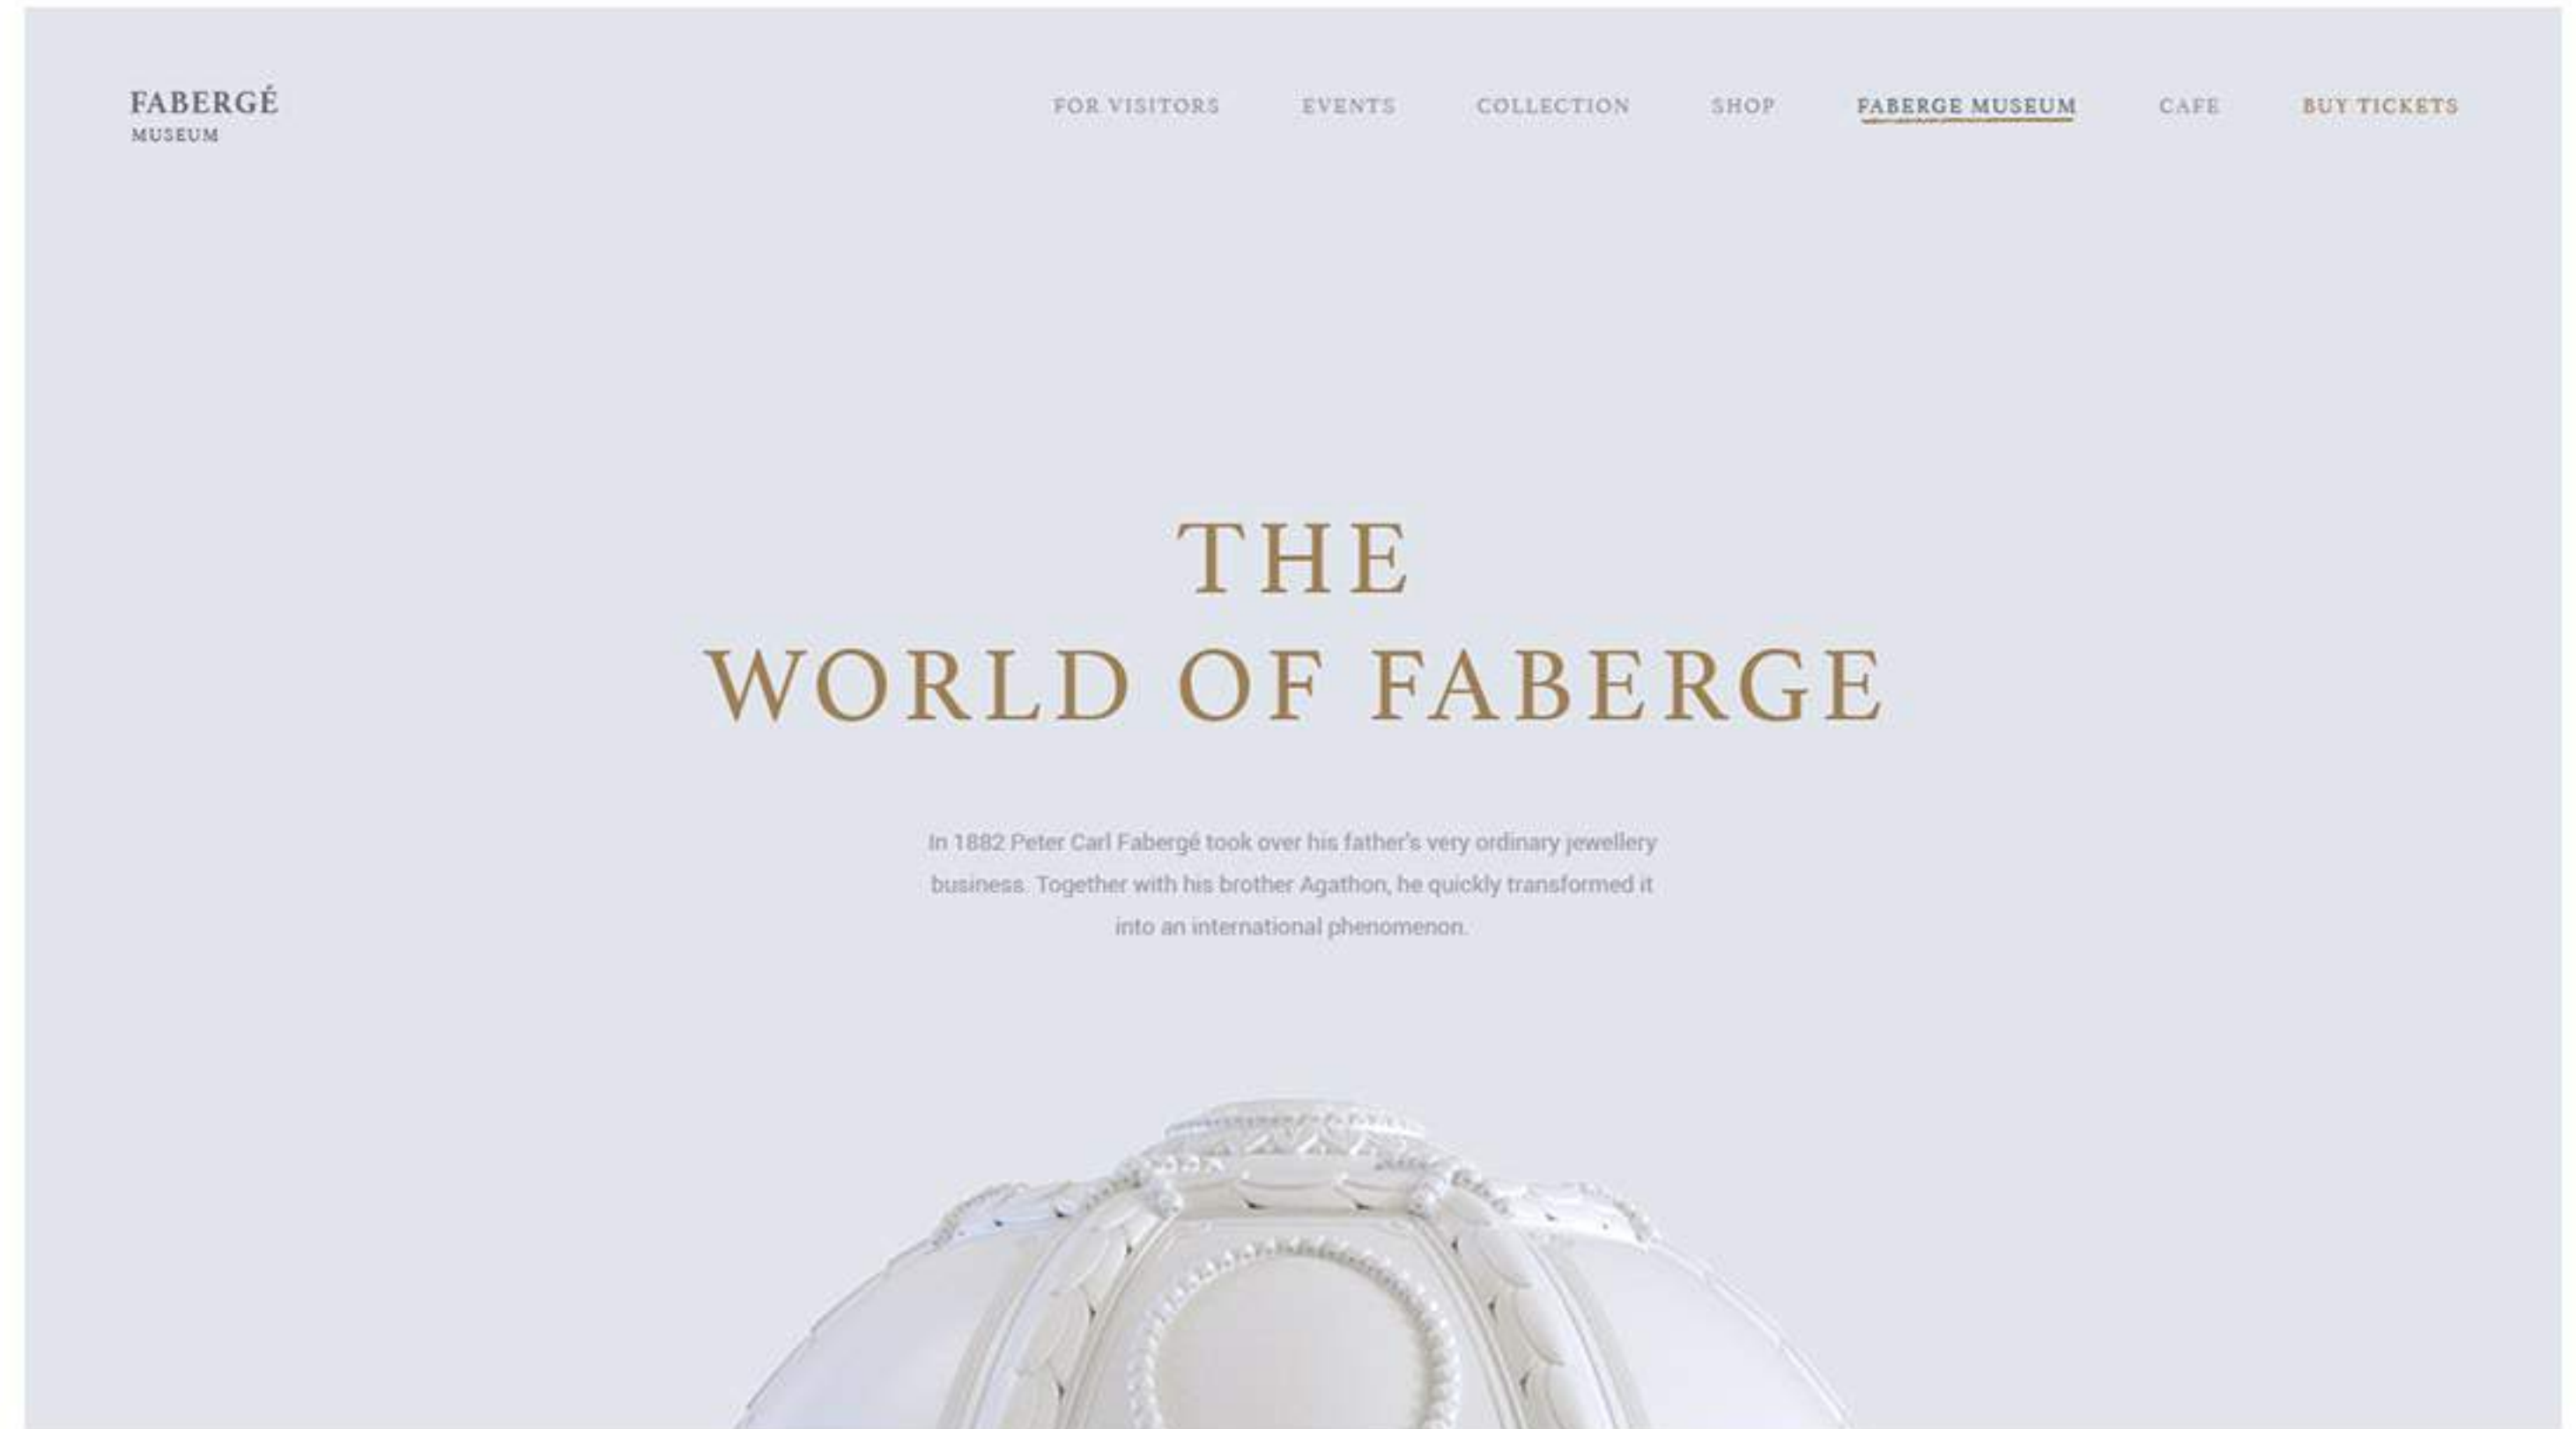 FABERGÉ
MUSEUM
FOR VISITORS EVENTS COLLECTION SHOP FABERGE MUSEUM CAFE BUY TICKETS
THE
WORLD OF FABERGE
In 1882 Peter Carl Fabergé took over his father's very ordinary jewellery
business. Together with his brother Agathon, he quickly transformed it
into an international phenomenon.